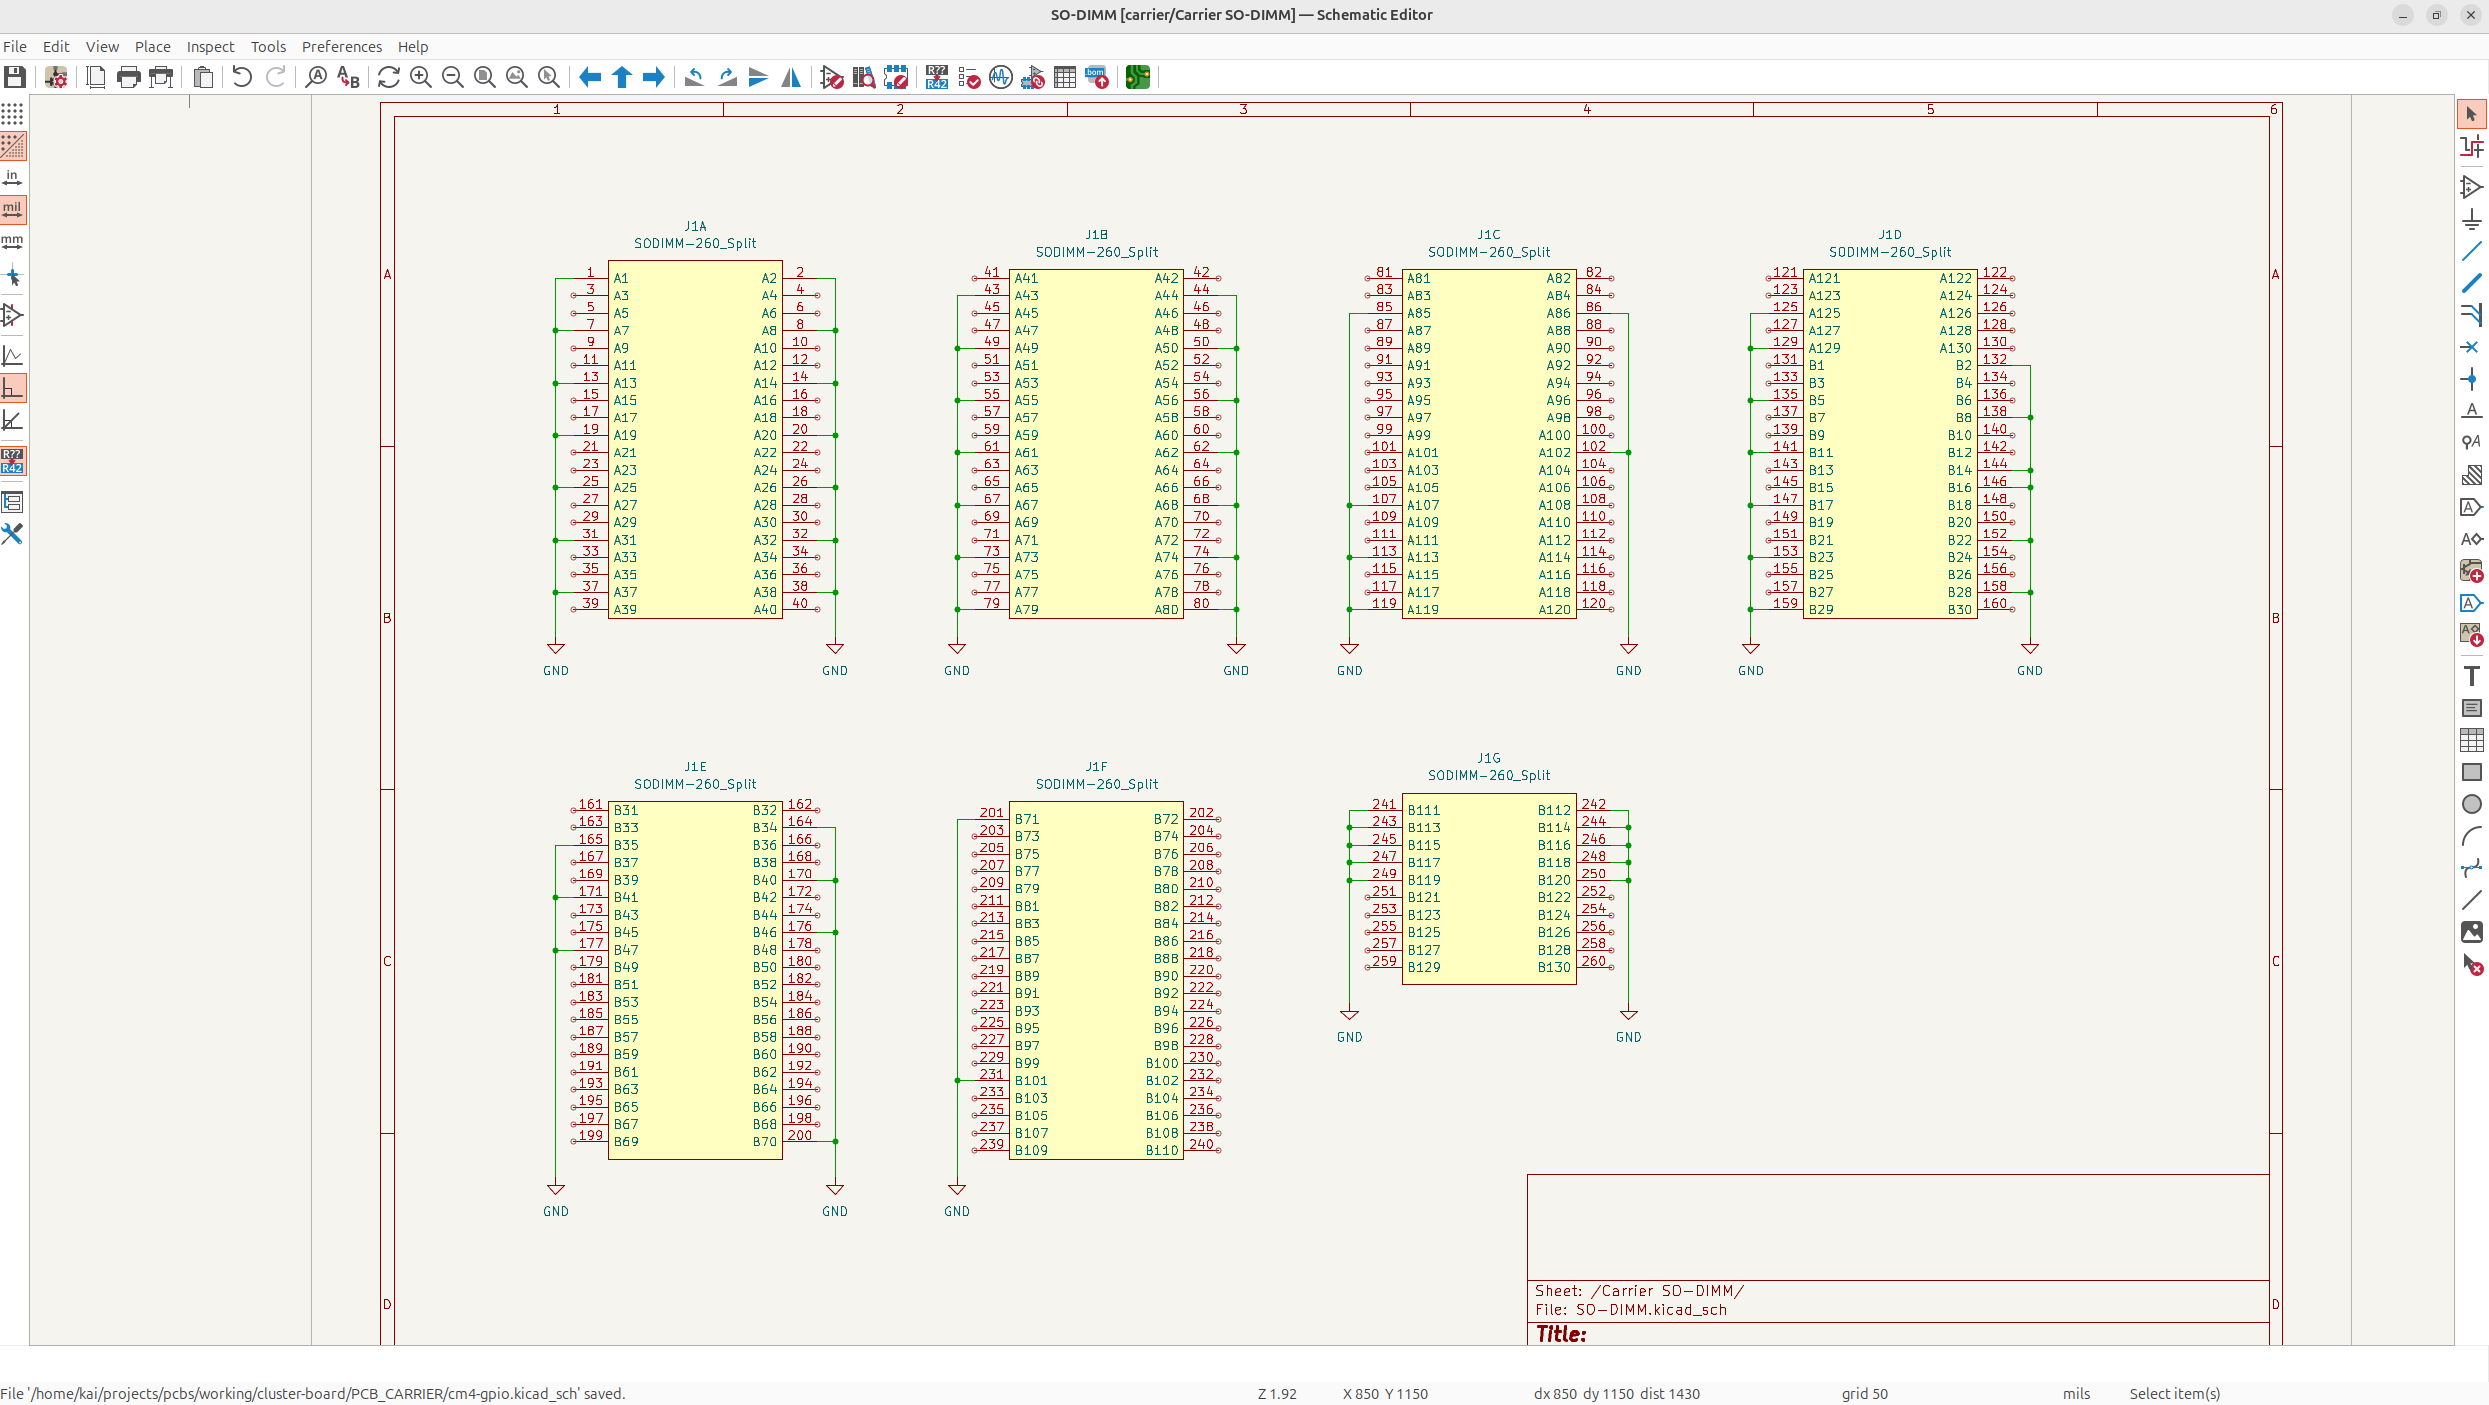 SO-DIMM [carrier/Carrier SO-DIMM] — Schematic Editor
File Edit View Place Inspect Tools Preferences Help
A
A B
R?? R42
bom
in
mil
mm
R??
R42
1 2 3 4 5 6
A A
B B
C C
D D
J1A
SODIMM-260_Split
1 A1 A2 2
3 A3 A4 4
5 A5 A6 6
7 A7 A8 8
9 A9 A10 10
11 A11 A12 12
13 A13 A14 14
15 A15 A16 16
17 A17 A18 18
19 A19 A20 20
21 A21 A22 22
23 A23 A24 24
25 A25 A26 26
27 A27 A28 28
29 A29 A30 30
31 A31 A32 32
33 A33 A34 34
35 A35 A36 36
37 A37 A38 38
39 A39 A40 40
GND GND
J1B
SODIMM-260_Split
41 A41 A42 42
43 A43 A44 44
45 A45 A46 46
47 A47 A48 48
49 A49 A50 50
51 A51 A52 52
53 A53 A54 54
55 A55 A56 56
57 A57 A58 58
59 A59 A60 60
61 A61 A62 62
63 A63 A64 64
65 A65 A66 66
67 A67 A68 68
69 A69 A70 70
71 A71 A72 72
73 A73 A74 74
75 A75 A76 76
77 A77 A78 78
79 A79 A80 80
GND GND
J1C
SODIMM-260_Split
81 A81 A82 82
83 A83 A84 84
85 A85 A86 86
87 A87 A88 88
89 A89 A90 90
91 A91 A92 92
93 A93 A94 94
95 A95 A96 96
97 A97 A98 98
99 A99 A100 100
101 A101 A102 102
103 A103 A104 104
105 A105 A106 106
107 A107 A108 108
109 A109 A110 110
111 A111 A112 112
113 A113 A114 114
115 A115 A116 116
117 A117 A118 118
119 A119 A120 120
GND GND
J1D
SODIMM-260_Split
121 A121 A122 122
123 A123 A124 124
125 A125 A126 126
127 A127 A128 128
129 A129 A130 130
131 B1 B2 132
133 B3 B4 134
135 B5 B6 136
137 B7 B8 138
139 B9 B10 140
141 B11 B12 142
143 B13 B14 144
145 B15 B16 146
147 B17 B18 148
149 B19 B20 150
151 B21 B22 152
153 B23 B24 154
155 B25 B26 156
157 B27 B28 158
159 B29 B30 160
GND GND
J1E
SODIMM-260_Split
161 B31 B32 162
163 B33 B34 164
165 B35 B36 166
167 B37 B38 168
169 B39 B40 170
171 B41 B42 172
173 B43 B44 174
175 B45 B46 176
177 B47 B48 178
179 B49 B50 180
181 B51 B52 182
183 B53 B54 184
185 B55 B56 186
187 B57 B58 188
189 B59 B60 190
191 B61 B62 192
193 B63 B64 194
195 B65 B66 196
197 B67 B68 198
199 B69 B70 200
GND GND
J1F
SODIMM-260_Split
201 B71 B72 202
203 B73 B74 204
205 B75 B76 206
207 B77 B78 208
209 B79 B80 210
211 B81 B82 212
213 B83 B84 214
215 B85 B86 216
217 B87 B88 218
219 B89 B90 220
221 B91 B92 222
223 B93 B94 224
225 B95 B96 226
227 B97 B98 228
229 B99 B100 230
231 B101 B102 232
233 B103 B104 234
235 B105 B106 236
237 B107 B108 238
239 B109 B110 240
GND
J1G
SODIMM-260_Split
241 B111 B112 242
243 B113 B114 244
245 B115 B116 246
247 B117 B118 248
249 B119 B120 250
251 B121 B122 252
253 B123 B124 254
255 B125 B126 256
257 B127 B128 258
259 B129 B130 260
GND GND
Sheet: /Carrier SO-DIMM/
File: SO-DIMM.kicad_sch
Title:
File '/home/kai/projects/pcbs/working/cluster-board/PCB_CARRIER/cm4-gpio.kicad_sch' saved. Z 1.92 X 850 Y 1150 dx 850 dy 1150 dist 1430 grid 50 mils Select item(s)